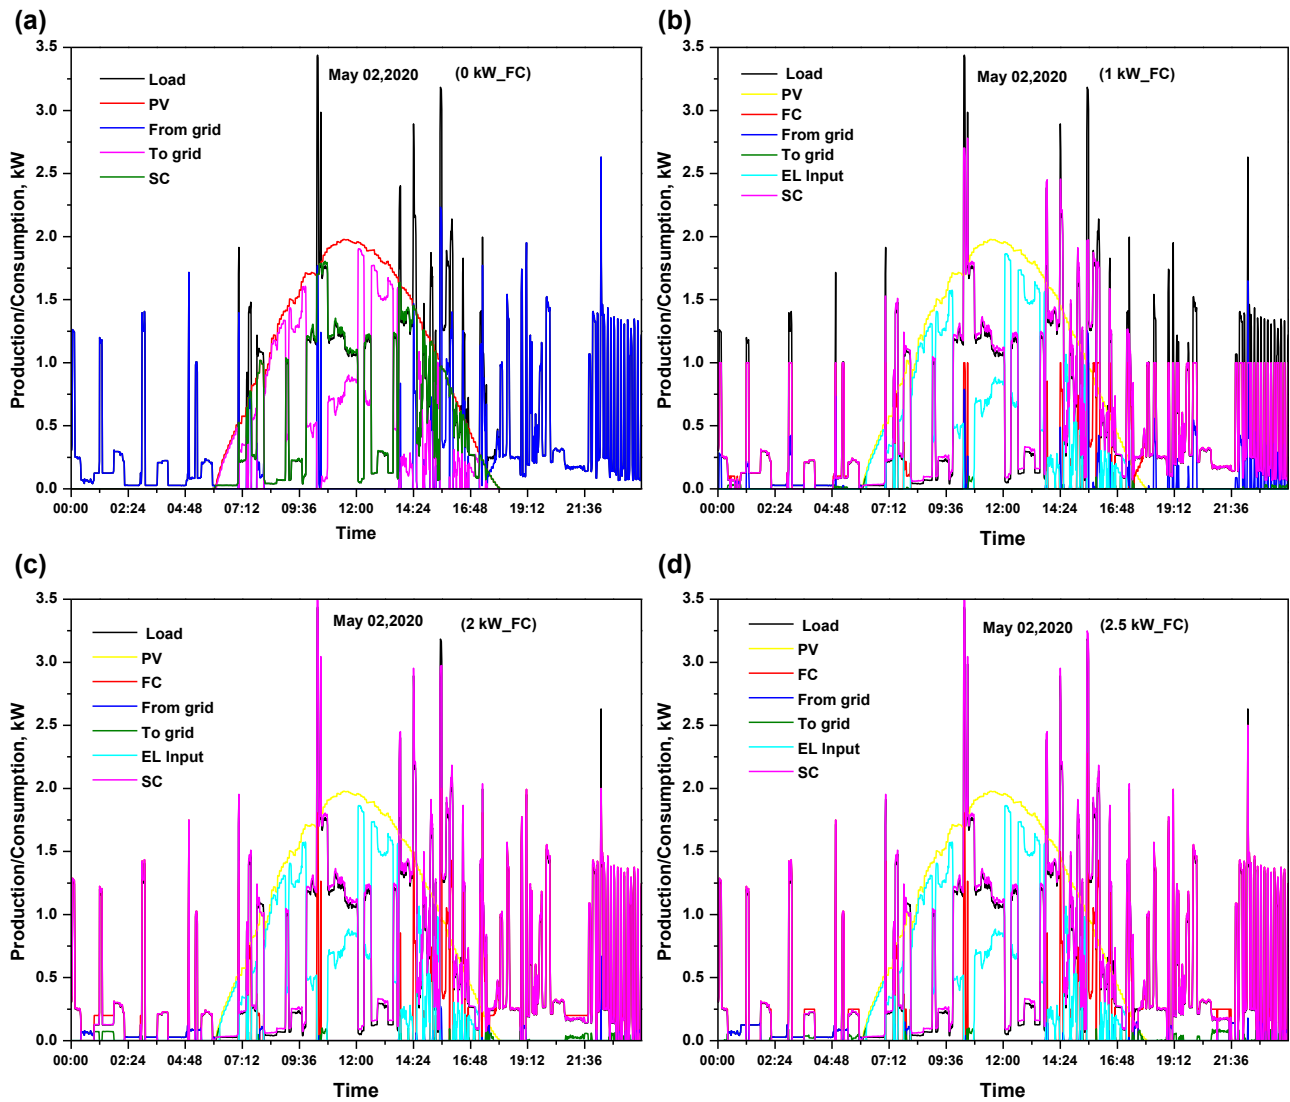 (a)
3.5
3.0
2.5
2.0
1.5
1.0
0.5
0.0
Production/Consumption, kW
May 02,2020
(0 kW_FC)
Load
PV
From grid
To grid
SC
00:00 02:24 04:48 07:12 09:36 12:00 14:24 16:48 19:12 21:36
Time
(b)
3.5
3.0
2.5
2.0
1.5
1.0
0.5
0.0
Production/Consumption, kW
May 02,2020
(1 kW_FC)
Load
PV
FC
From grid
To grid
EL Input
SC
00:00 02:24 04:48 07:12 09:36 12:00 14:24 16:48 19:12 21:36
Time
(c)
3.5
3.0
2.5
2.0
1.5
1.0
0.5
0.0
Production/Consumption, kW
May 02,2020
(2 kW_FC)
Load
PV
FC
From grid
To grid
EL Input
SC
00:00 02:24 04:48 07:12 09:36 12:00 14:24 16:48 19:12 21:36
Time
(d)
3.5
3.0
2.5
2.0
1.5
1.0
0.5
0.0
Production/Consumption, kW
May 02,2020
(2.5 kW_FC)
Load
PV
FC
From grid
To grid
EL Input
SC
00:00 02:24 04:48 07:12 09:36 12:00 14:24 16:48 19:12 21:36
Time